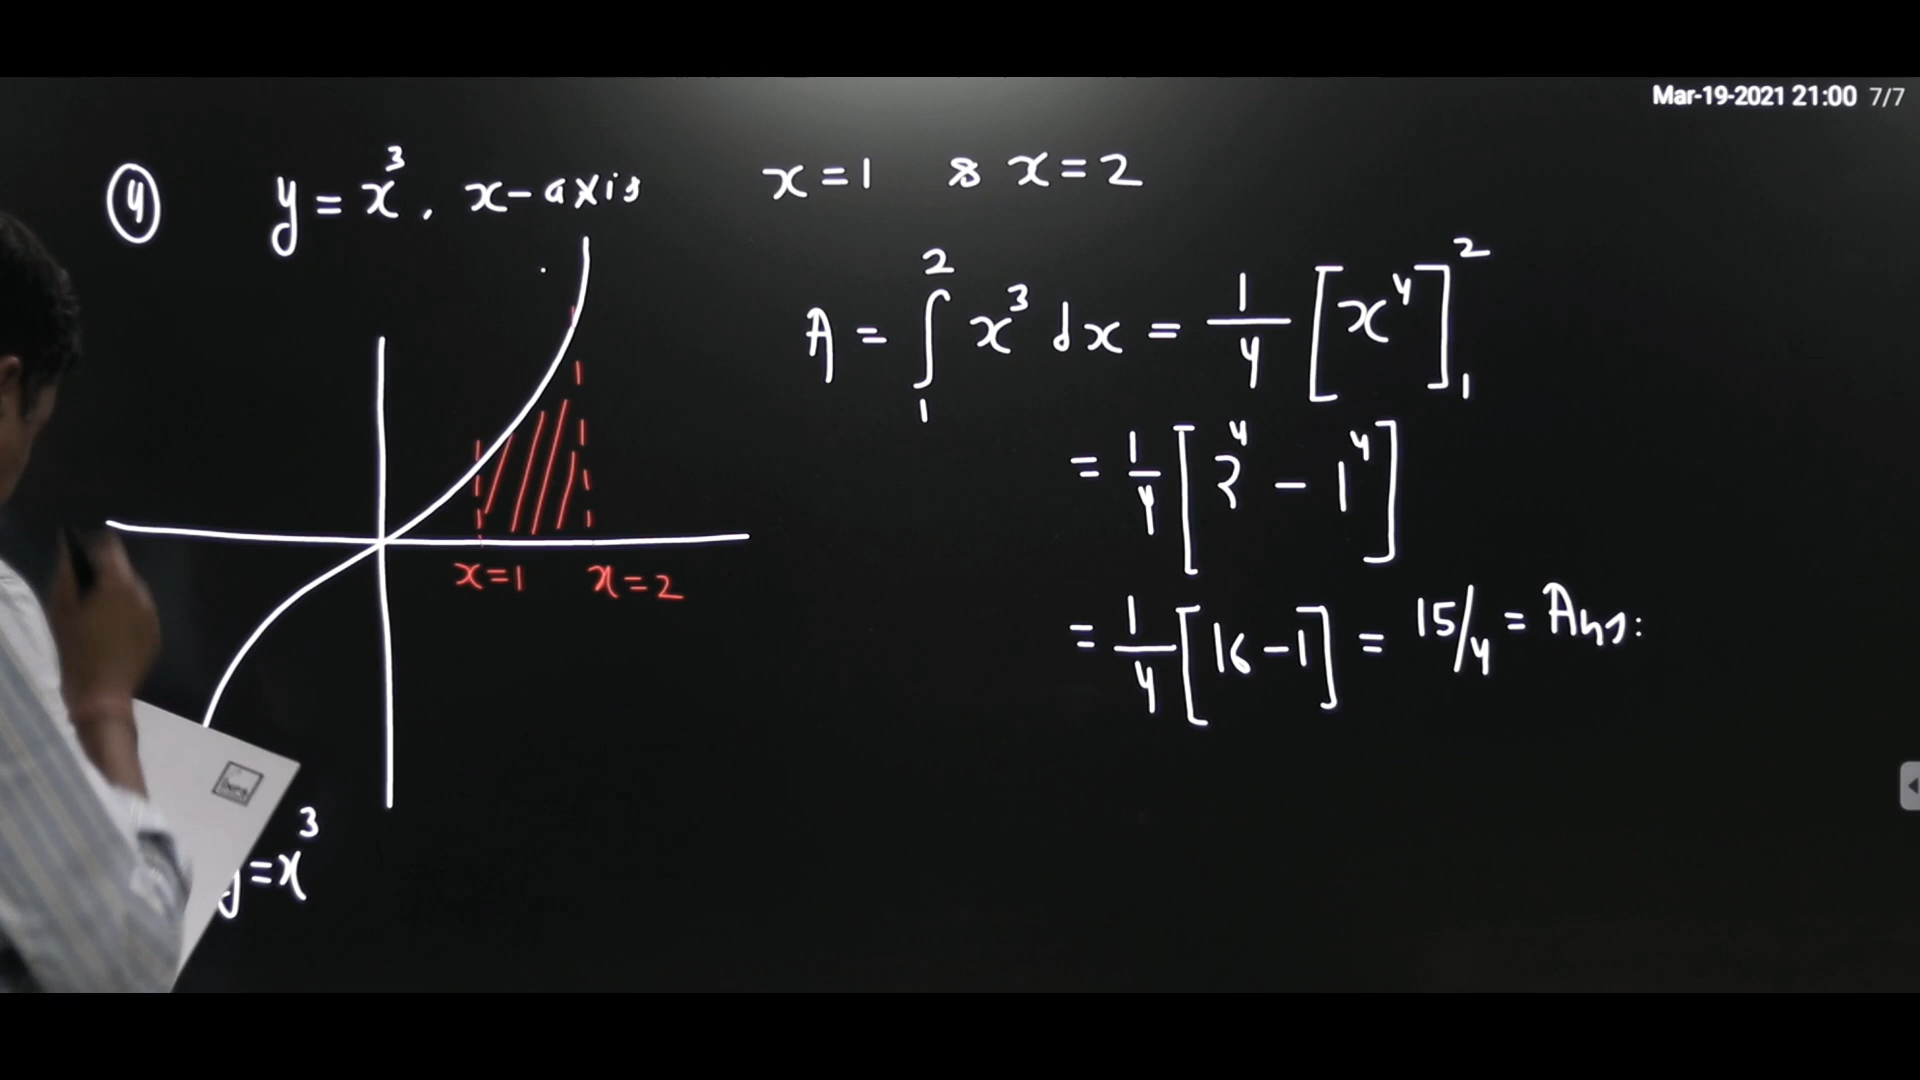 Mar-19-2021 21:00 7/7
④ y = x³, x-axis x=1 & x=2
A = ∫₁² x³ dx = 1/4 [x⁴]₁²
= 1/4 [2⁴ - 1⁴]
= 1/4 [16-1] = 15/4 = Ans:
x=1 x=2
y=x³